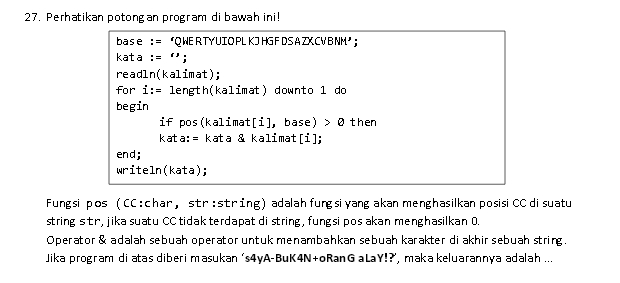 27. Perhatikan potongan program di bawah ini!
base := ‘QWERTYUIOPLKJHGFDSAZXCVBNM’;
kata := ‘’;
readln(kalimat);
for i:= length(kalimat) downto 1 do
begin
if pos(kalimat[i], base) > 0 then
kata:= kata & kalimat[i];
end;
writeln(kata);
Fungsi pos (CC:char, str:string) adalah fungsi yang akan menghasilkan posisi CC di suatu
string str, jika suatu CC tidak terdapat di string, fungsi pos akan menghasilkan 0.
Operator & adalah sebuah operator untuk menambahkan sebuah karakter di akhir sebuah string.
Jika program di atas diberi masukan ‘s4yA-BuK4N+oRanG aLaY!?’, maka keluarannya adalah ...